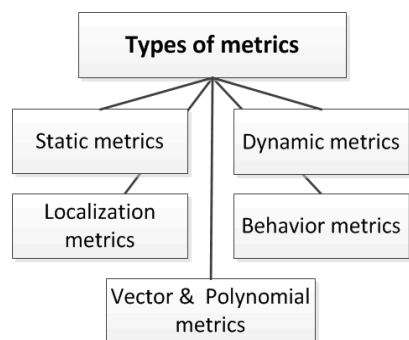 Types of metrics
Static metrics
Dynamic metrics
Localization
metrics
Behavior metrics
Vector & Polynomial
metrics